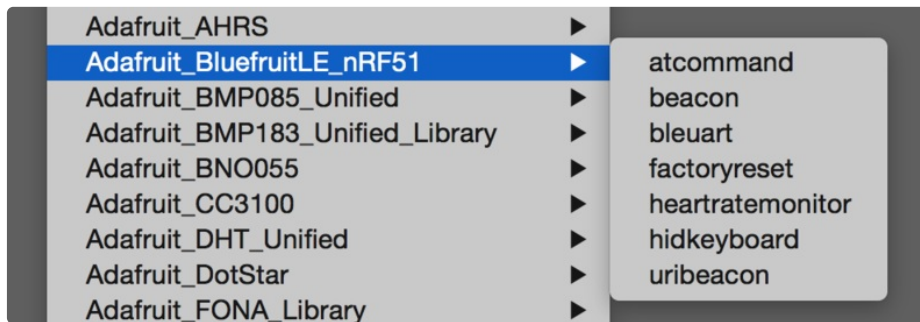 Adafruit_AHRS
Adafruit_BluefruitLE_nRF51
Adafruit_BMP085_Unified
Adafruit_BMP183_Unified_Library
Adafruit_BNO055
Adafruit_CC3100
Adafruit_DHT_Unified
Adafruit_DotStar
Adafruit_FONA_Library
atcommand
beacon
bleuart
factoryreset
heartratemonitor
hidkeyboard
uribeacon